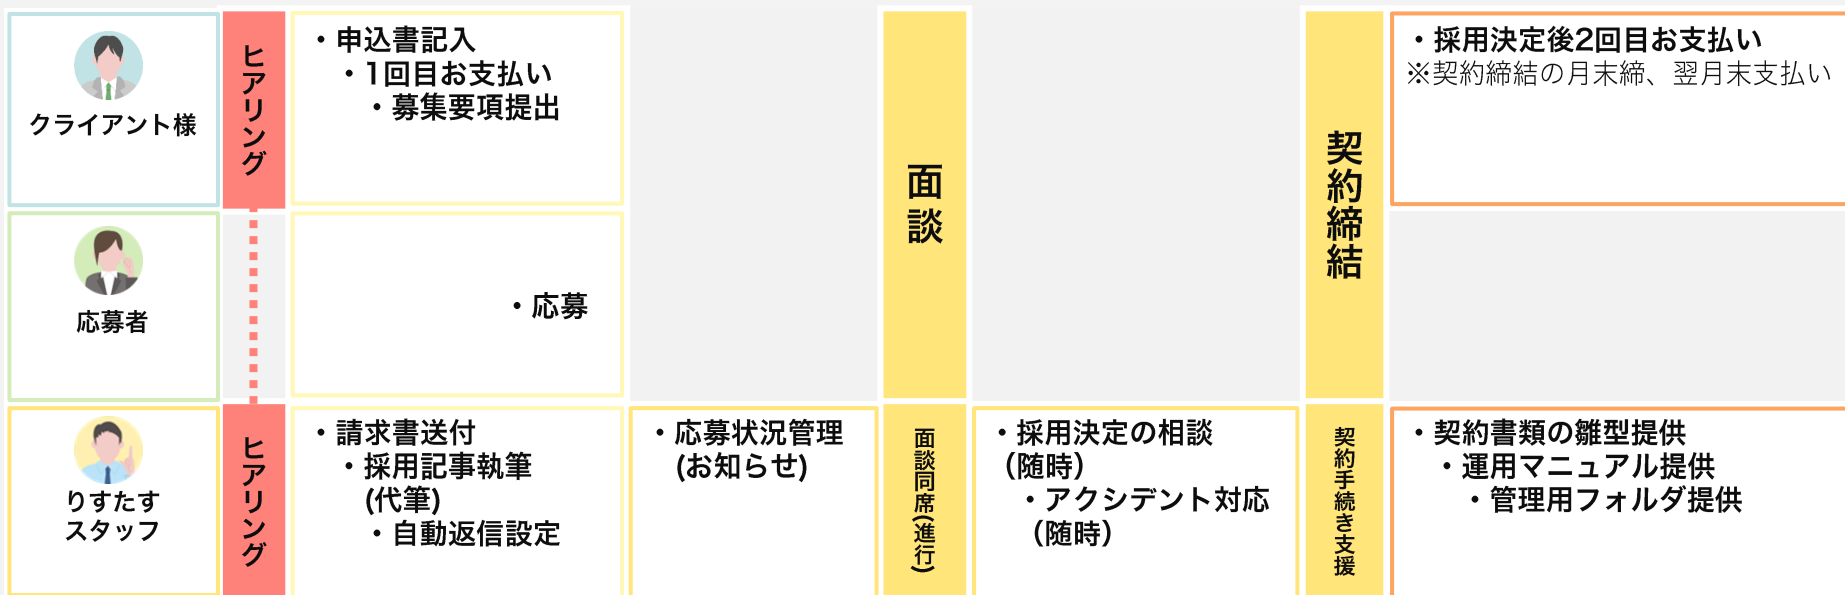 クライアント様
ヒアリング
・申込書記入
・1回目お支払い
・募集要項提出
面談
契約締結
・採用決定後2回目お支払い
※契約締結の月末締、翌月末支払い
応募者
・応募
りすたす
スタッフ
ヒアリング
・請求書送付
・採用記事執筆
(代筆)
・自動返信設定
・応募状況管理
(お知らせ)
面談同席(進行)
・採用決定の相談
（随時）
・アクシデント対応
（随時）
契約手続き支援
・契約書類の雛型提供
・運用マニュアル提供
・管理用フォルダ提供